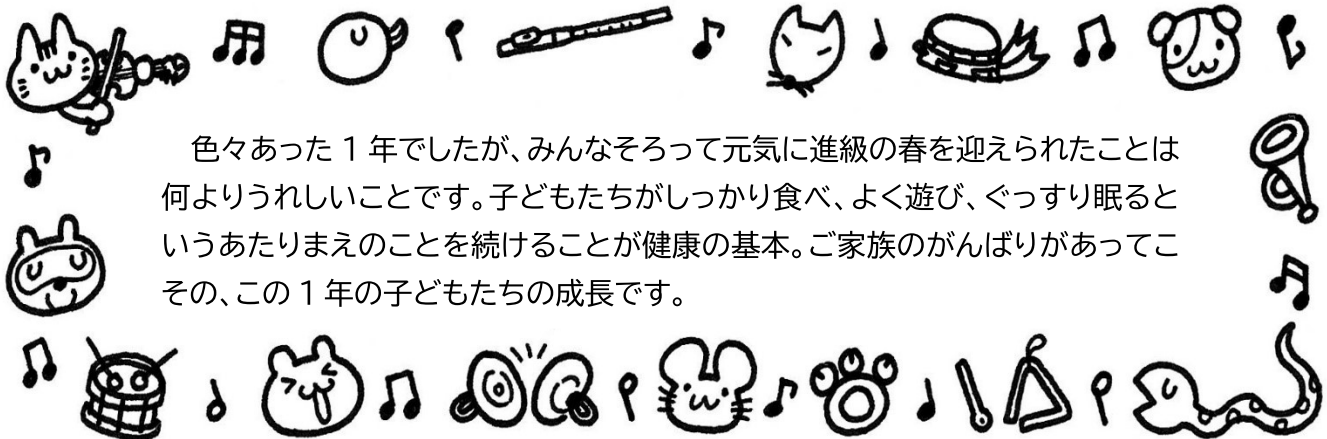 色々あった１年でしたが、みんなそろって元気に進級の春を迎えられたことは
何よりうれしいことです。子どもたちがしっかり食べ、よく遊び、ぐっすり眠ると
いうあたりまえのことを続けることが健康の基本。ご家族のがんばりがあってこ
その、この１年の子どもたちの成長です。